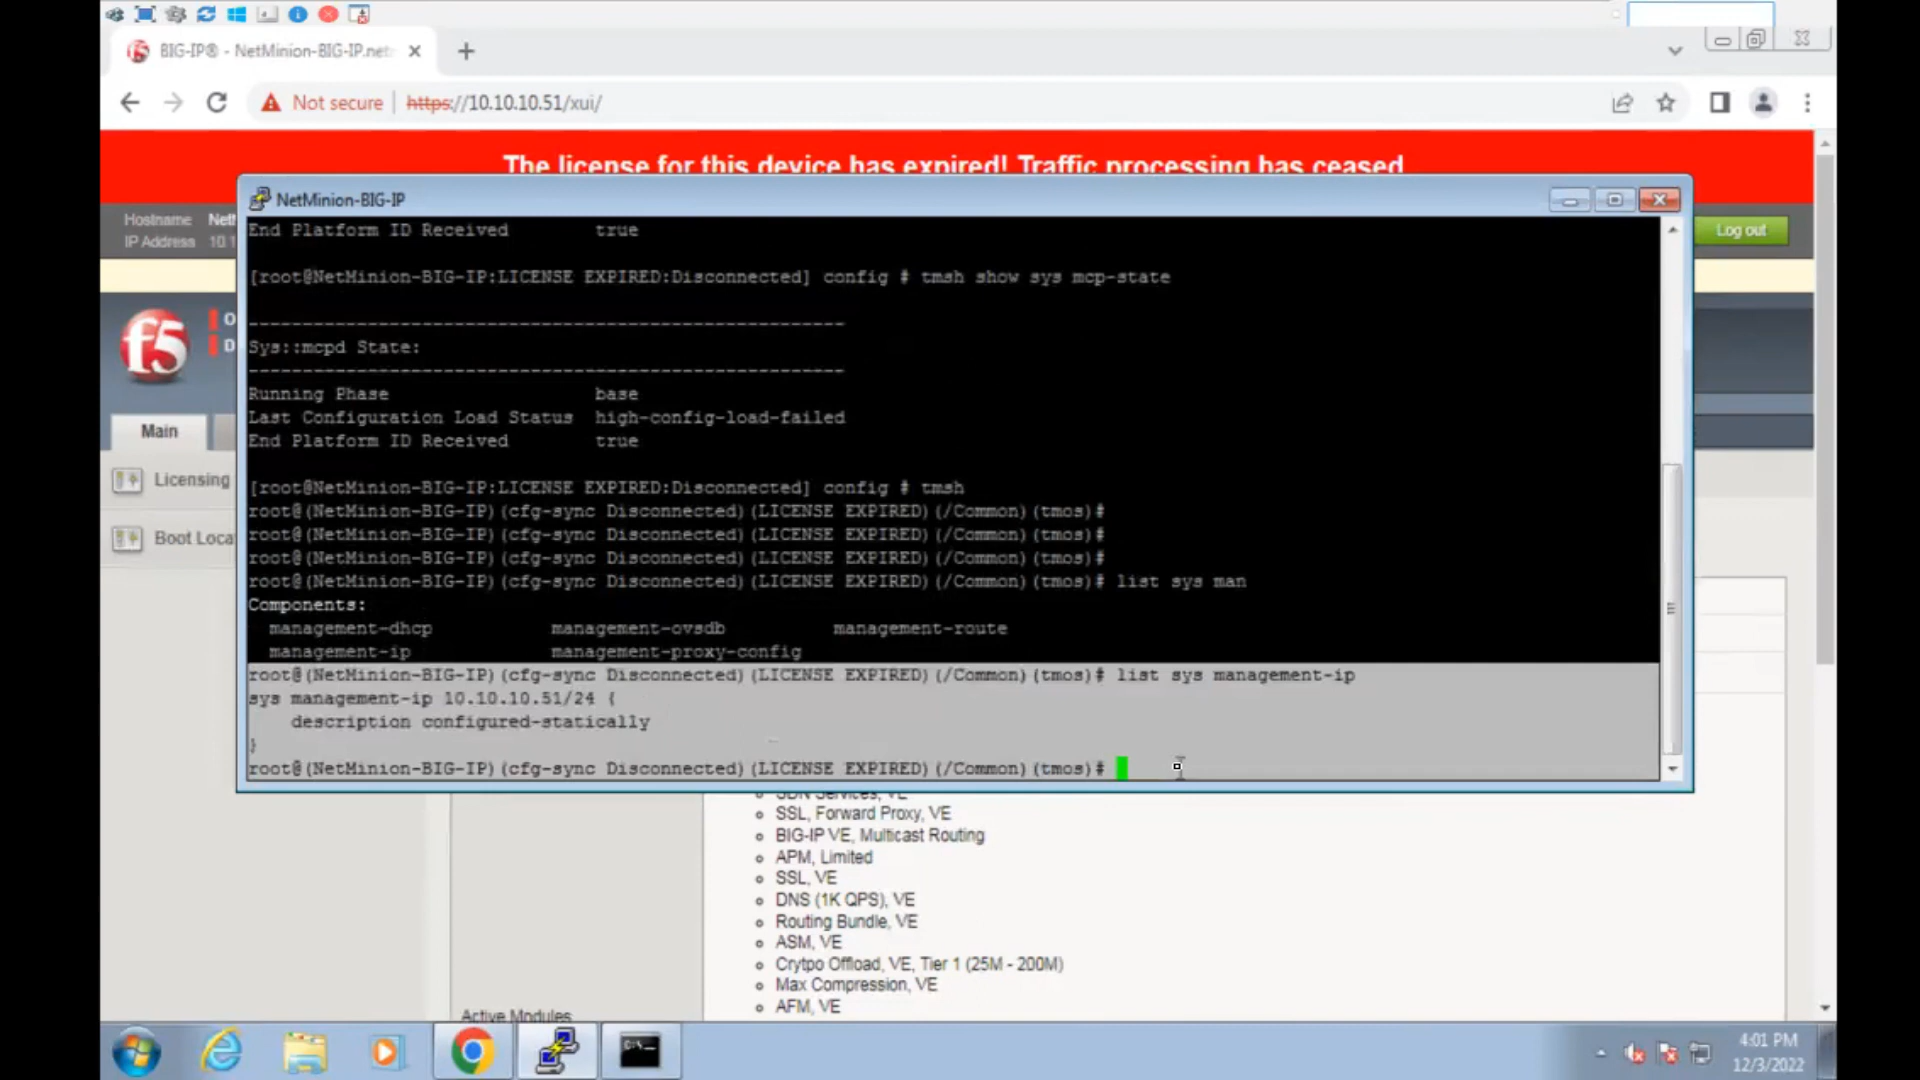 BIG-IP® - NetMinion-BIG-IP.net
Not secure
https://10.10.10.51/xui/
The license for this device has expired! Traffic processing has ceased
Hostname
IP Address 10.1
Log out
f5
Main
Licensing
NetMinion-BIG-IP
End Platform ID Received true
[root@NetMinion-BIG-IP:LICENSE EXPIRED:Disconnected] config # tmsh show sys mcp-state
-------------------------------------------------------
Sys::mcpd State:
-------------------------------------------------------
Running Phase base
Last Configuration Load Status high-config-load-failed
End Platform ID Received true
[root@NetMinion-BIG-IP:LICENSE EXPIRED:Disconnected] config # tmsh
root@(NetMinion-BIG-IP)(cfg-sync Disconnected)(LICENSE EXPIRED)(/Common)(tmos)#
root@(NetMinion-BIG-IP)(cfg-sync Disconnected)(LICENSE EXPIRED)(/Common)(tmos)#
root@(NetMinion-BIG-IP)(cfg-sync Disconnected)(LICENSE EXPIRED)(/Common)(tmos)#
root@(NetMinion-BIG-IP)(cfg-sync Disconnected)(LICENSE EXPIRED)(/Common)(tmos)# list sys man
Components:
management-dhcp management-ovsdb management-route
management-ip management-proxy-config
root@(NetMinion-BIG-IP)(cfg-sync Disconnected)(LICENSE EXPIRED)(/Common)(tmos)# list sys management-ip
sys management-ip 10.10.10.51/24 {
description configured-statically
}
root@(NetMinion-BIG-IP)(cfg-sync Disconnected)(LICENSE EXPIRED)(/Common)(tmos)#
SDN Services, VE
SSL, Forward Proxy, VE
BIG-IP VE, Multicast Routing
APM, Limited
SSL, VE
DNS (1K QPS), VE
Routing Bundle, VE
ASM, VE
Crytpo Offload, VE, Tier 1 (25M - 200M)
Max Compression, VE
AFM, VE
Active Modules
4:01 PM
12/3/2022